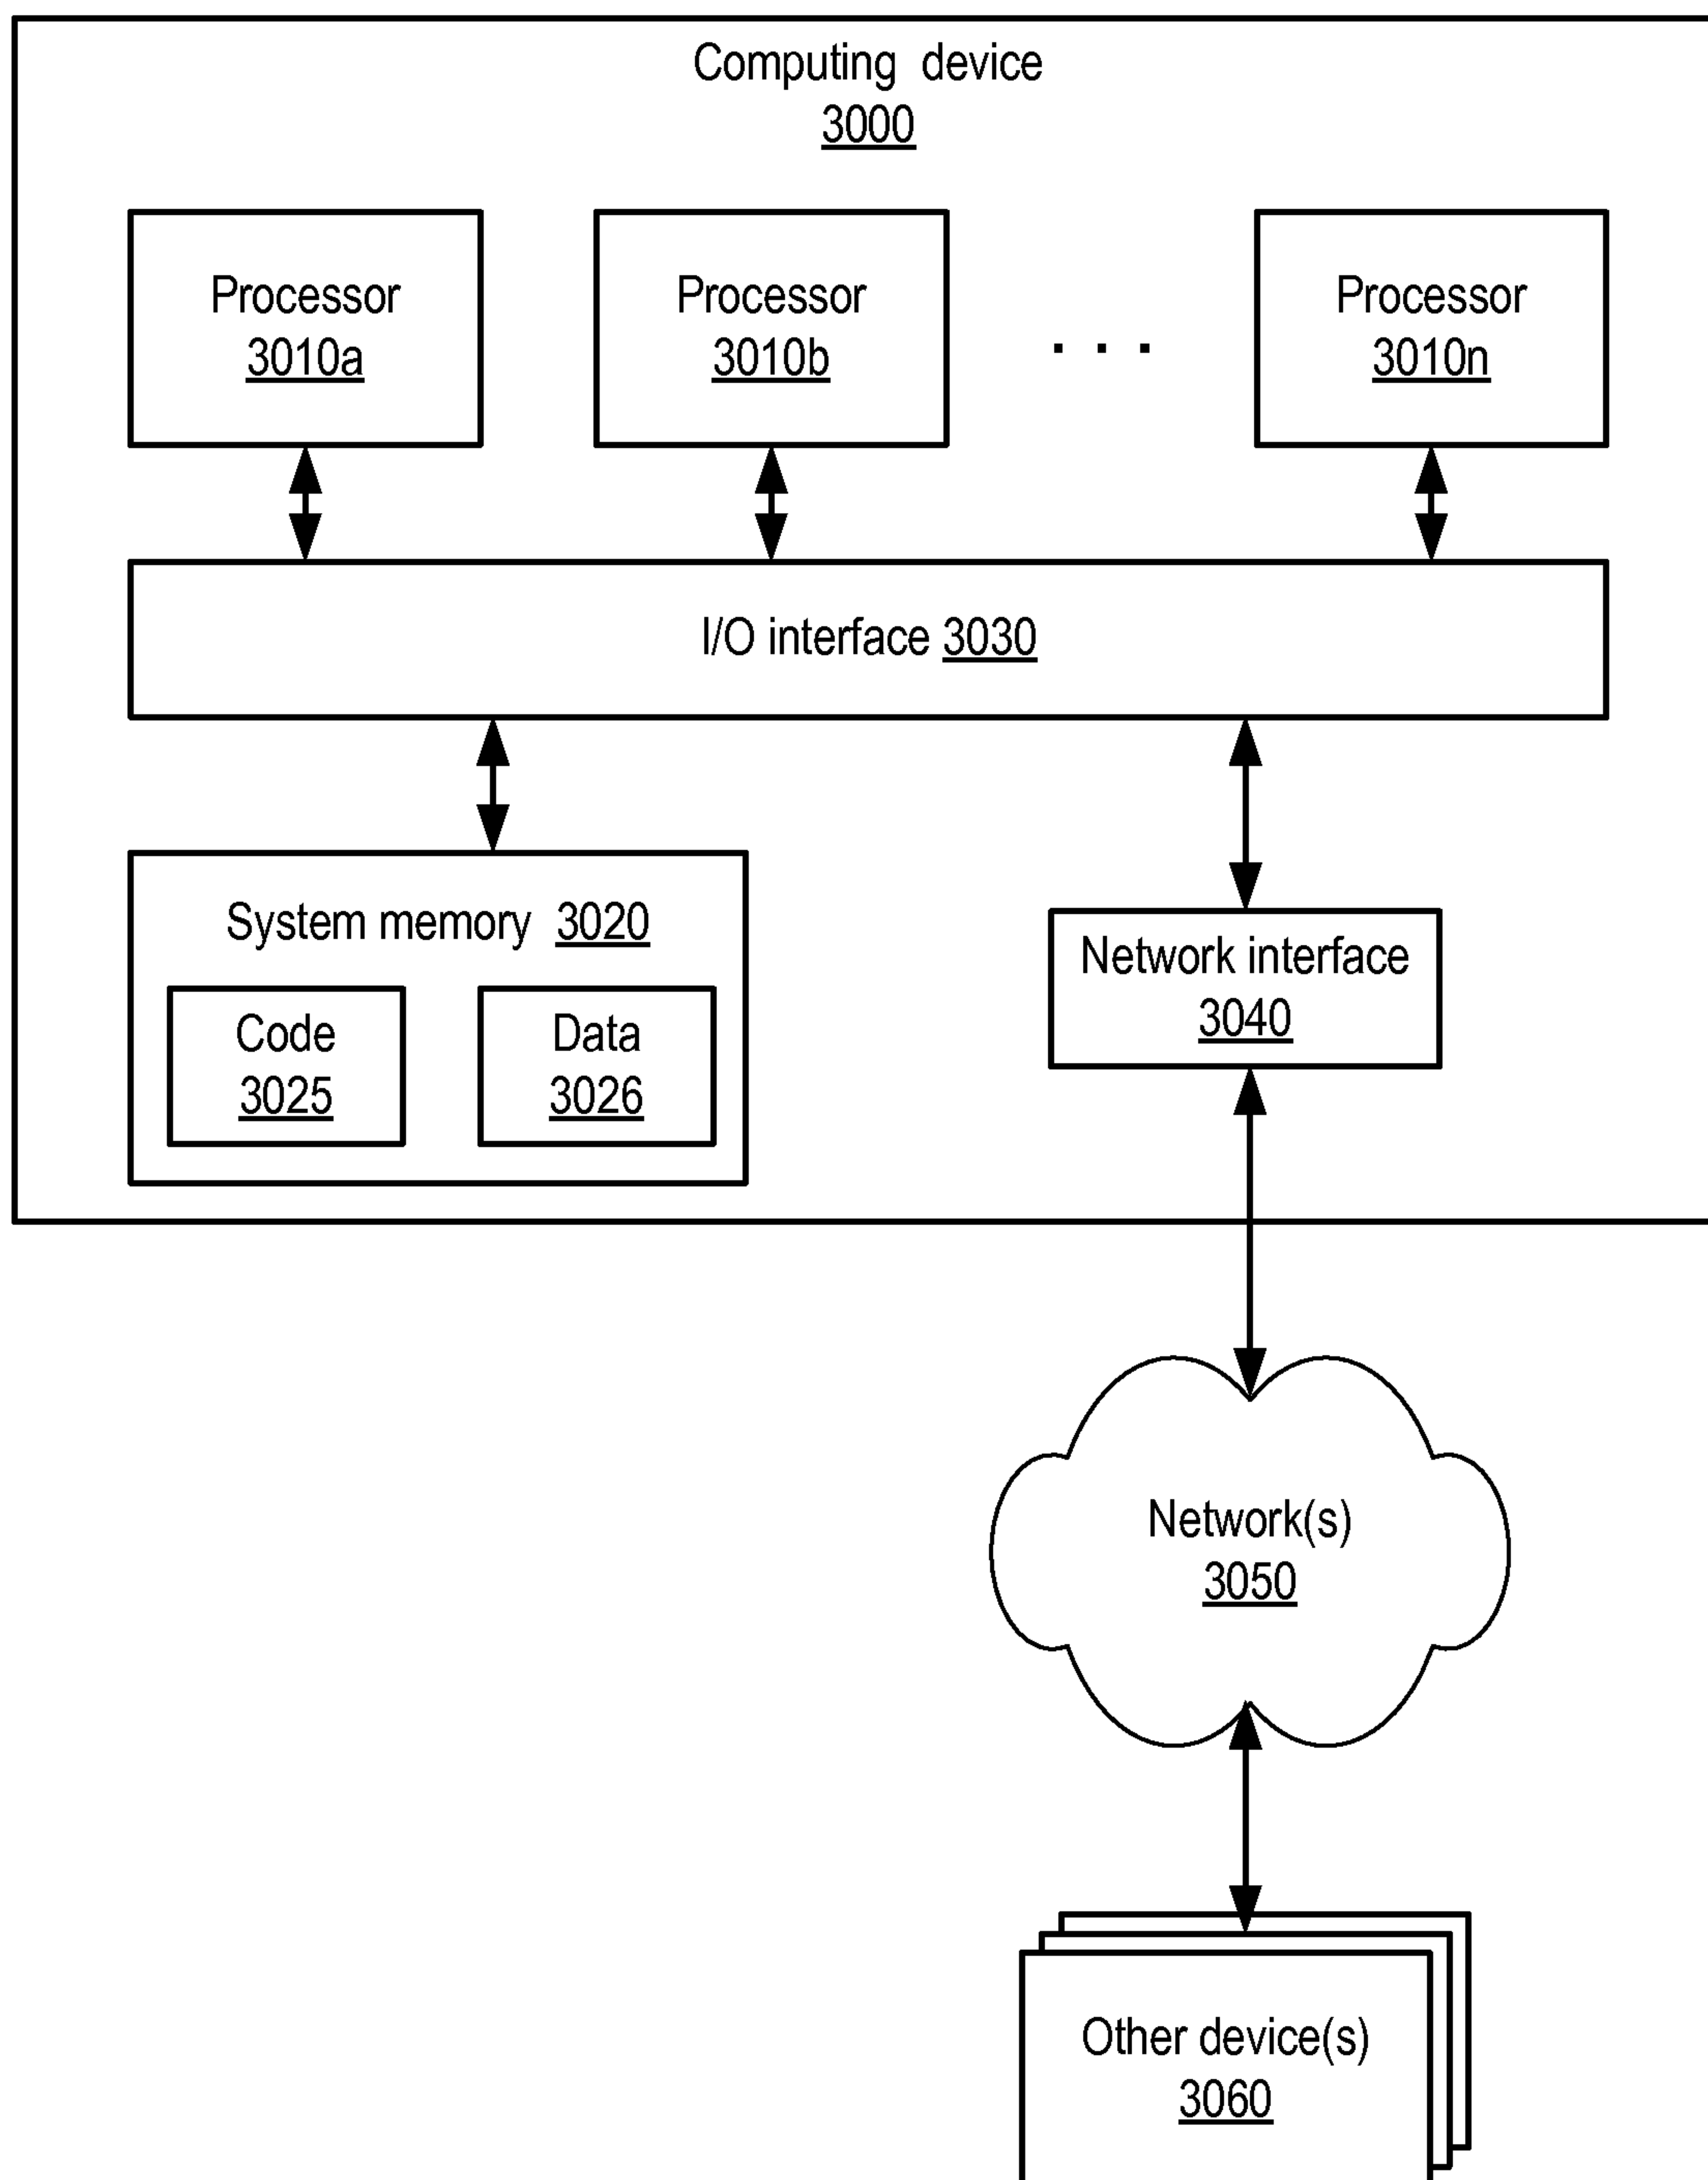 Computing device
3000
Processor
3010a
Processor
3010b
. . .
Processor
3010n
I/O interface 3030
System memory 3020
Code
3025
Data
3026
Network interface
3040
Network(s)
3050
Other device(s)
3060